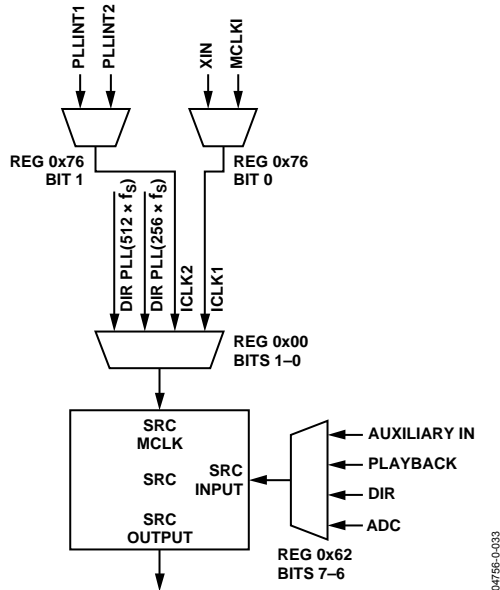 PLLINT1
PLLINT2
XIN
MCLKI
REG 0x76
BIT 1
REG 0x76
BIT 0
DIR PLL(512 × fS)
DIR PLL(256 × fS)
ICLK2
ICLK1
REG 0x00
BITS 1–0
SRC
MCLK
SRC
SRC
INPUT
SRC
OUTPUT
AUXILIARY IN
PLAYBACK
DIR
ADC
REG 0x62
BITS 7–6
04756-0-033